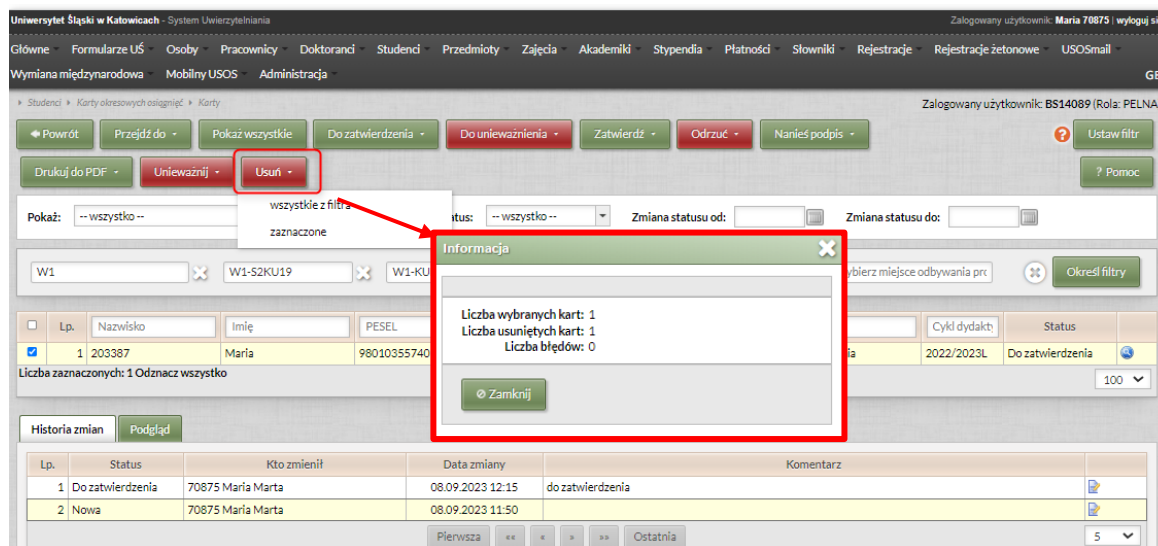 Uniwersytet Śląski w Katowicach - System Uwierzytelniania Zalogowany użytkownik: Maria 70875 | wyloguj si
Główne Formularze UŚ Osoby Pracownicy Doktoranci Studenci Przedmioty Zajęcia Akademiki Stypendia Płatności Słowniki Rejestracje Rejestracje żetonowe USOSmail
Wymiana międzynarodowa Mobilny USOS Administracja GB
Studenci Karty okresowych osiągnięć Karty Zalogowany użytkownik: BS14089 (Rola: PELNA
Powrót Przejdź do Pokaż wszystkie Do zatwierdzenia Do unieważnienia Zatwierdź Odrzuć Nanieś podpis ? Ustaw filtr
Drukuj do PDF Unieważnij Usuń ? Pomoc
wszystkie z filtra
zaznaczone
Pokaż: -- wszystko -- atus: -- wszystko -- Zmiana statusu od: Zmiana statusu do:
W1 W1-S2KU19 W1-KU ybierz miejsce odbywania prc Określ filtry
Informacja
Liczba wybranych kart: 1
Liczba usuniętych kart: 1
Liczba błędów: 0
Zamknij
Lp. Nazwisko Imię PESEL Cykl dydakty Status
1 203387 Maria 98010355740 ia 2022/2023L Do zatwierdzenia
Liczba zaznaczonych: 1 Odznacz wszystko 100
Historia zmian Podgląd
Lp. Status Kto zmienił Data zmiany Komentarz
1 Do zatwierdzenia 70875 Maria Marta 08.09.2023 12:15 do zatwierdzenia
2 Nowa 70875 Maria Marta 08.09.2023 11:50
Pierwsza «« « » »» Ostatnia 5